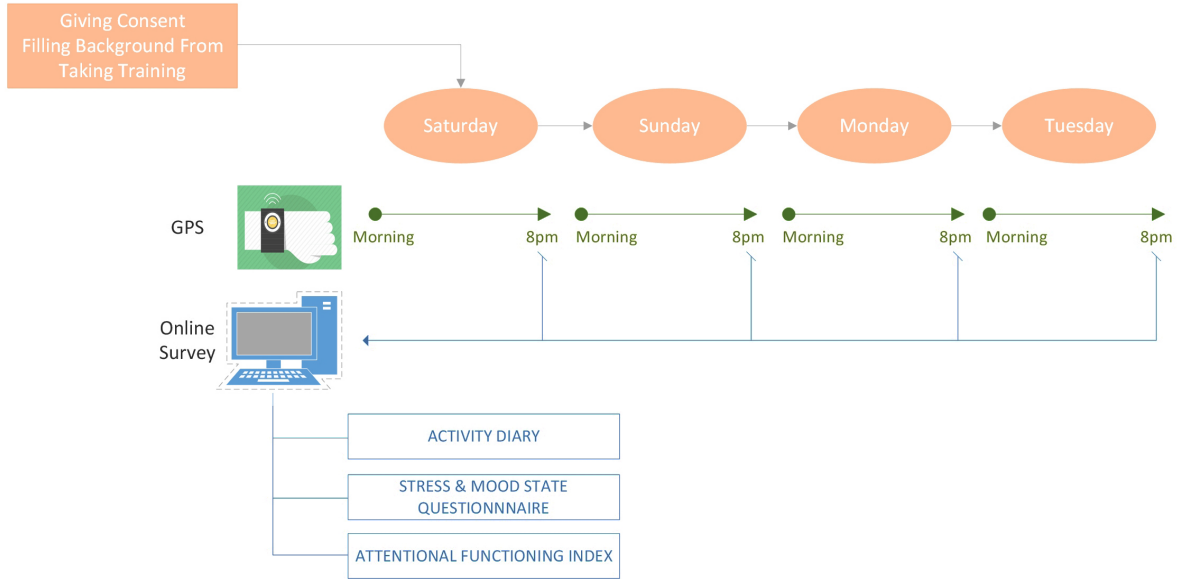 Giving Consent
Filling Background From
Taking Training
Saturday
Sunday
Monday
Tuesday
GPS
Morning
8pm
Morning
8pm
Morning
8pm
Morning
8pm
Online
Survey
ACTIVITY DIARY
STRESS & MOOD STATE
QUESTIONNNAIRE
ATTENTIONAL FUNCTIONING INDEX